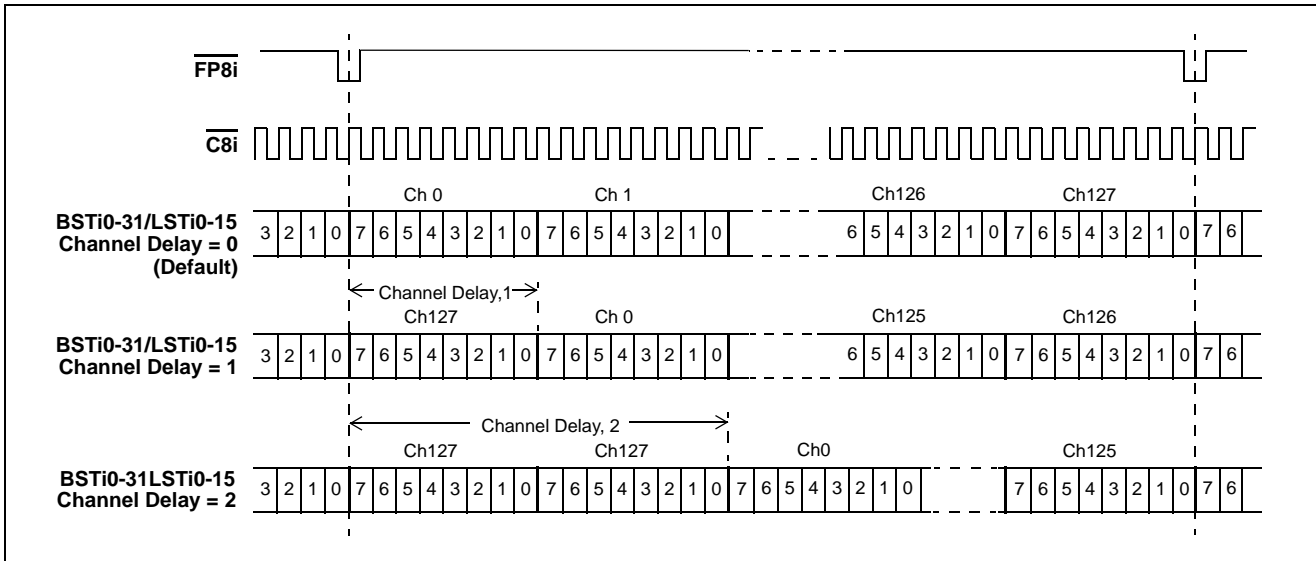 FP8i
C8i
Ch 0 Ch 1 Ch126 Ch127
BSTi0-31/LSTi0-15
Channel Delay = 0
(Default)
3 2 1 0 7 6 5 4 3 2 1 0 7 6 5 4 3 2 1 0 6 5 4 3 2 1 0 7 6 5 4 3 2 1 0 7 6
Channel Delay,1
Ch127 Ch 0 Ch125 Ch126
BSTi0-31/LSTi0-15
Channel Delay = 1
3 2 1 0 7 6 5 4 3 2 1 0 7 6 5 4 3 2 1 0 6 5 4 3 2 1 0 7 6 5 4 3 2 1 0 7 6
Channel Delay, 2
Ch127 Ch127 Ch0 Ch125
BSTi0-31LSTi0-15
Channel Delay = 2
3 2 1 0 7 6 5 4 3 2 1 0 7 6 5 4 3 2 1 0 7 6 5 4 3 2 1 0 7 6 5 4 3 2 1 0 7 6